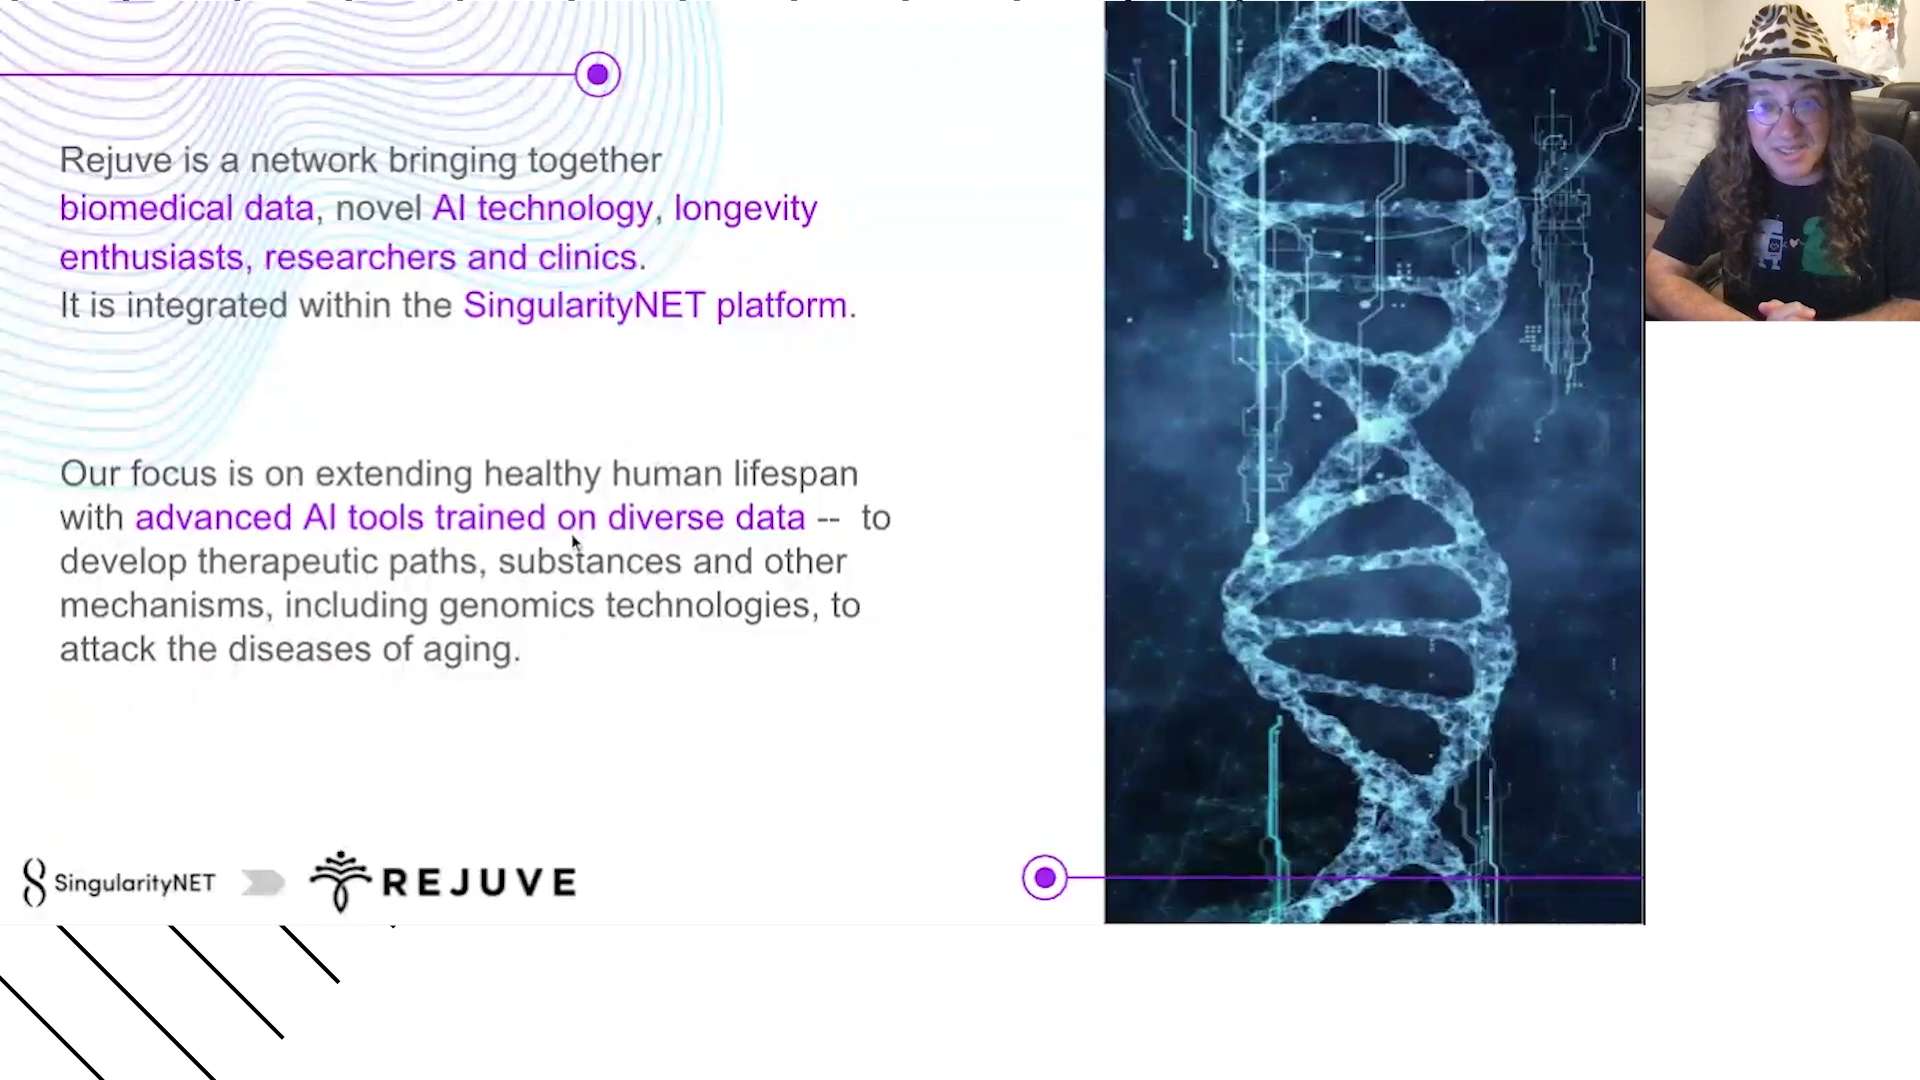 Rejuve is a network bringing together
biomedical data, novel AI technology, longevity
enthusiasts, researchers and clinics.
It is integrated within the SingularityNET platform.
Our focus is on extending healthy human lifespan
with advanced AI tools trained on diverse data -- to
develop therapeutic paths, substances and other
mechanisms, including genomics technologies, to
attack the diseases of aging.
SingularityNET
REJUVE